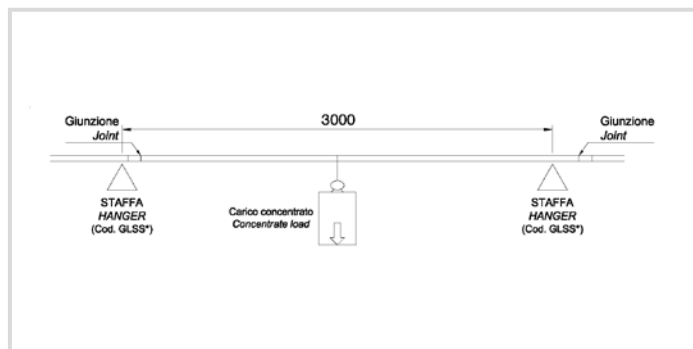 3000
Giunzione
Joint
Giunzione
Joint
STAFFA
HANGER
(Cod. GLSS*)
Carico concentrato
Concentrate load
STAFFA
HANGER
(Cod. GLSS*)